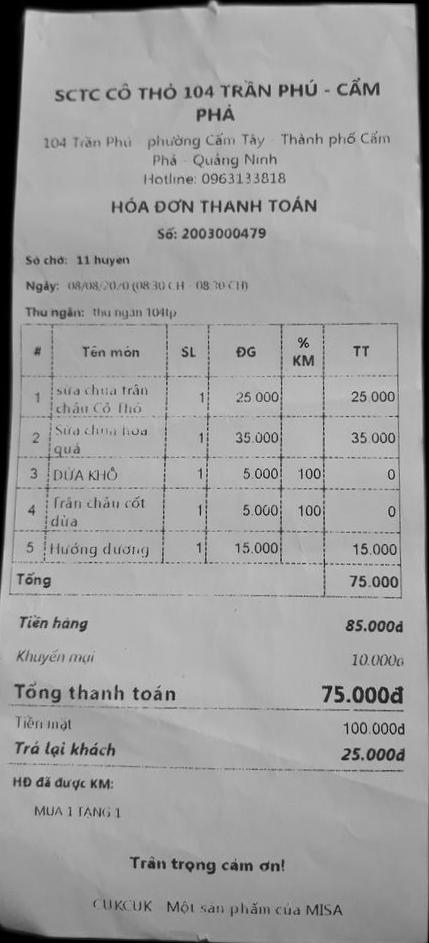 SCTC CÔ THỎ 104 TRẦN PHÚ - CẨM
PHẢ
104 Trần Phú - phường Cẩm Tây - Thành phố Cẩm
Phả - Quảng Ninh
Hotline: 0963133818
HÓA ĐƠN THANH TOÁN
Số: 2003000479
Số chờ: 11 huyen
Ngày: 08/08/2020 (08:30 CH - 08:30 CH)
Thu ngân: thu ngan 104tp
# Tên món SL ĐG % KM TT
1 sữa chua trân châu Cô Thỏ 1 25.000 25.000
2 Sữa chua hoa quả 1 35.000 35.000
3 DỪA KHÔ 1 5.000 100 0
4 Trân châu cốt dừa 1 5.000 100 0
5 Hướng dương 1 15.000 15.000
Tổng 75.000
Tiền hàng 85.000đ
Khuyến mại 10.000đ
Tổng thanh toán 75.000đ
Tiền mặt 100.000đ
Trả lại khách 25.000đ
HĐ đã được KM:
MUA 1 TẶNG 1
Trân trọng cảm ơn!
CUKCUK - Một sản phẩm của MISA